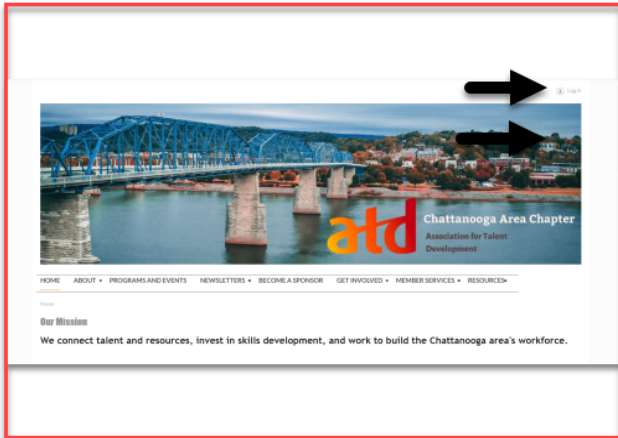 Log in
atd
Chattanooga Area Chapter
Association for Talent
Development
HOME ABOUT PROGRAMS AND EVENTS NEWSLETTERS BECOME A SPONSOR GET INVOLVED MEMBER SERVICES RESOURCES
Home
Our Mission
We connect talent and resources, invest in skills development, and work to build the Chattanooga area's workforce.